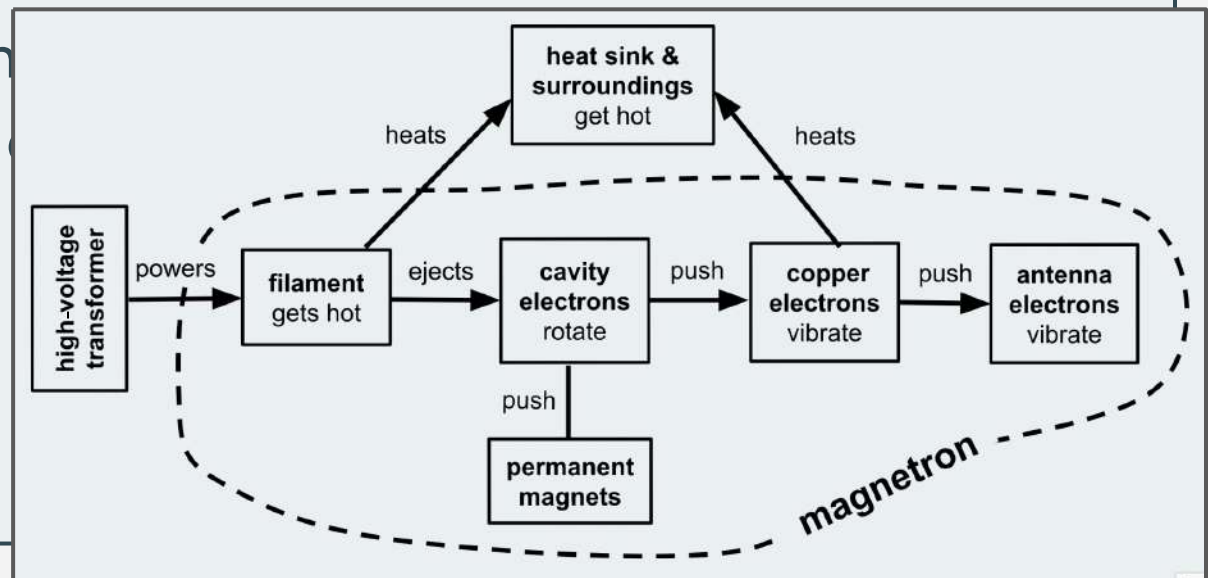 heat sink &
surroundings
get hot
heats
heats
high-voltage
transformer
powers
filament
gets hot
ejects
cavity
electrons
rotate
push
copper
electrons
vibrate
push
antenna
electrons
vibrate
push
permanent
magnets
magnetron